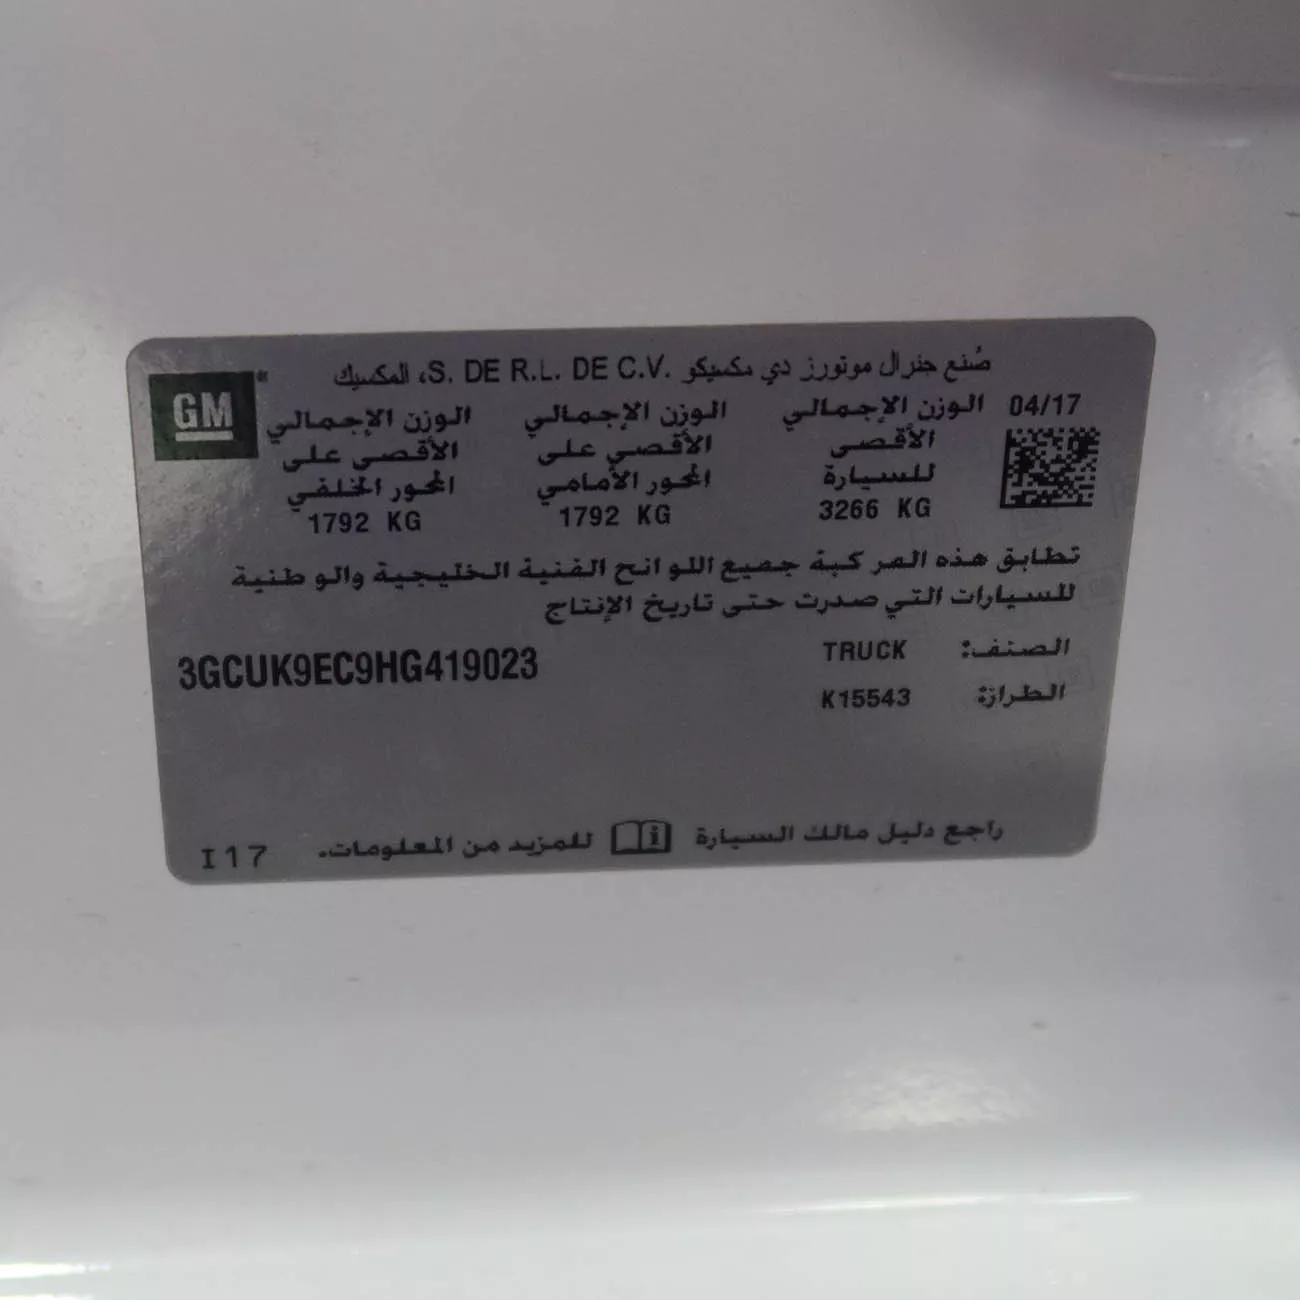 صُنع جنرال موتورز دي مكسيكو S. DE R.L. DE C.V.، المكسيك
GM
04/17
الوزن الإجمالي
الأقصى
للسيارة
3266 KG
الوزن الإجمالي
الأقصى على
المحور الأمامي
1792 KG
الوزن الإجمالي
الأقصى على
المحور الخلفي
1792 KG
تطابق هذه المركبة جميع اللوائح الفنية الخليجية والوطنية
للسيارات التي صدرت حتى تاريخ الإنتاج
الصنف: TRUCK
الطراز: K15543
3GCUK9EC9HG419023
راجع دليل مالك السيارة للمزيد من المعلومات.
I17